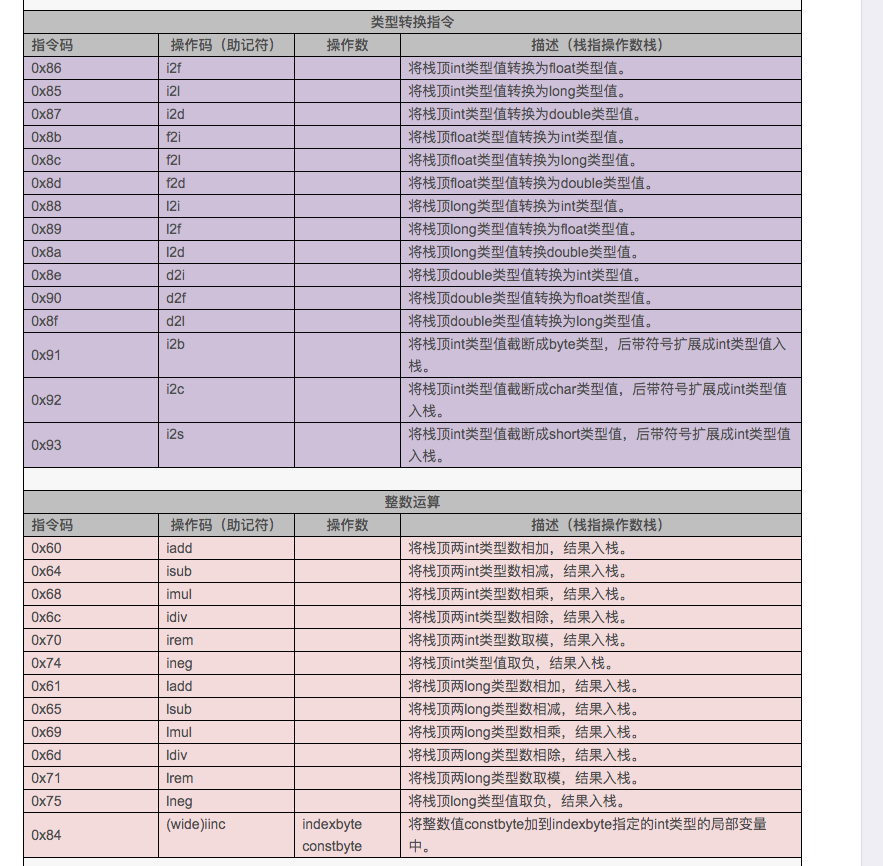 类型转换指令
指令码 操作码（助记符） 操作数 描述（栈指操作数栈）
0x86 i2f 将栈顶int类型值转换为float类型值。
0x85 i2l 将栈顶int类型值转换为long类型值。
0x87 i2d 将栈顶int类型值转换为double类型值。
0x8b f2i 将栈顶float类型值转换为int类型值。
0x8c f2l 将栈顶float类型值转换为long类型值。
0x8d f2d 将栈顶float类型值转换为double类型值。
0x88 l2i 将栈顶long类型值转换为int类型值。
0x89 l2f 将栈顶long类型值转换为float类型值。
0x8a l2d 将栈顶long类型值转换double类型值。
0x8e d2i 将栈顶double类型值转换为int类型值。
0x90 d2f 将栈顶double类型值转换为float类型值。
0x8f d2l 将栈顶double类型值转换为long类型值。
0x91 i2b 将栈顶int类型值截断成byte类型，后带符号扩展成int类型值入
栈。
0x92 i2c 将栈顶int类型值截断成char类型值，后带符号扩展成int类型值
入栈。
0x93 i2s 将栈顶int类型值截断成short类型值，后带符号扩展成int类型值
入栈。
整数运算
指令码 操作码（助记符） 操作数 描述（栈指操作数栈）
0x60 iadd 将栈顶两int类型数相加，结果入栈。
0x64 isub 将栈顶两int类型数相减，结果入栈。
0x68 imul 将栈顶两int类型数相乘，结果入栈。
0x6c idiv 将栈顶两int类型数相除，结果入栈。
0x70 irem 将栈顶两int类型数取模，结果入栈。
0x74 ineg 将栈顶int类型值取负，结果入栈。
0x61 ladd 将栈顶两long类型数相加，结果入栈。
0x65 lsub 将栈顶两long类型数相减，结果入栈。
0x69 lmul 将栈顶两long类型数相乘，结果入栈。
0x6d ldiv 将栈顶两long类型数相除，结果入栈。
0x71 lrem 将栈顶两long类型数取模，结果入栈。
0x75 lneg 将栈顶long类型值取负，结果入栈。
0x84 (wide)iinc indexbyte 将整数值constbyte加到indexbyte指定的int类型的局部变量
constbyte 中。